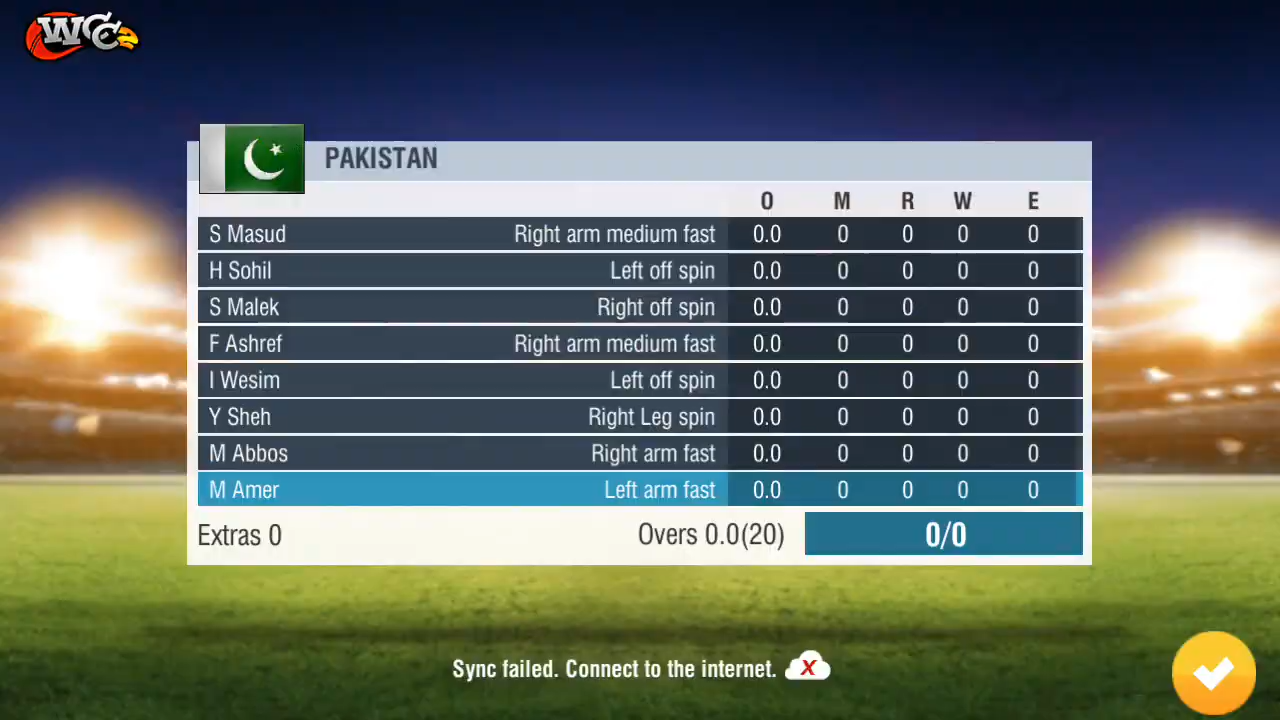 WCC
PAKISTAN
O M R W E
S Masud Right arm medium fast 0.0 0 0 0 0
H Sohil Left off spin 0.0 0 0 0 0
S Malek Right off spin 0.0 0 0 0 0
F Ashref Right arm medium fast 0.0 0 0 0 0
I Wesim Left off spin 0.0 0 0 0 0
Y Sheh Right Leg spin 0.0 0 0 0 0
M Abbos Right arm fast 0.0 0 0 0 0
M Amer Left arm fast 0.0 0 0 0 0
Extras 0 Overs 0.0(20) 0/0
Sync failed. Connect to the internet. X